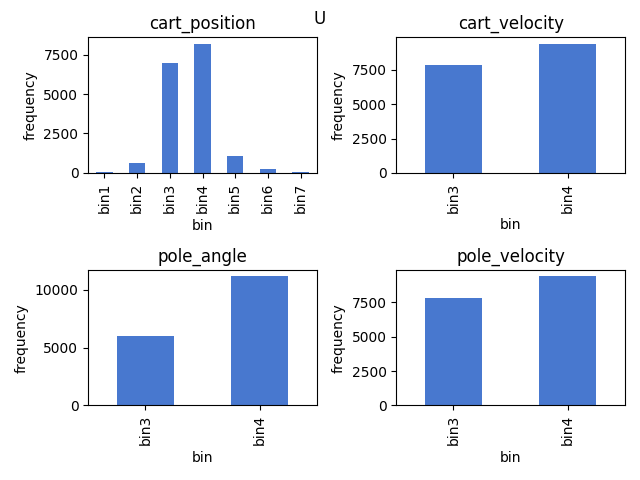 U
cart_position
frequency
7500
5000
2500
0
bin1 bin2 bin3 bin4 bin5 bin6 bin7
bin
cart_velocity
frequency
7500
5000
2500
0
bin3 bin4
bin
pole_angle
frequency
10000
5000
0
bin3 bin4
bin
pole_velocity
frequency
7500
5000
2500
0
bin3 bin4
bin